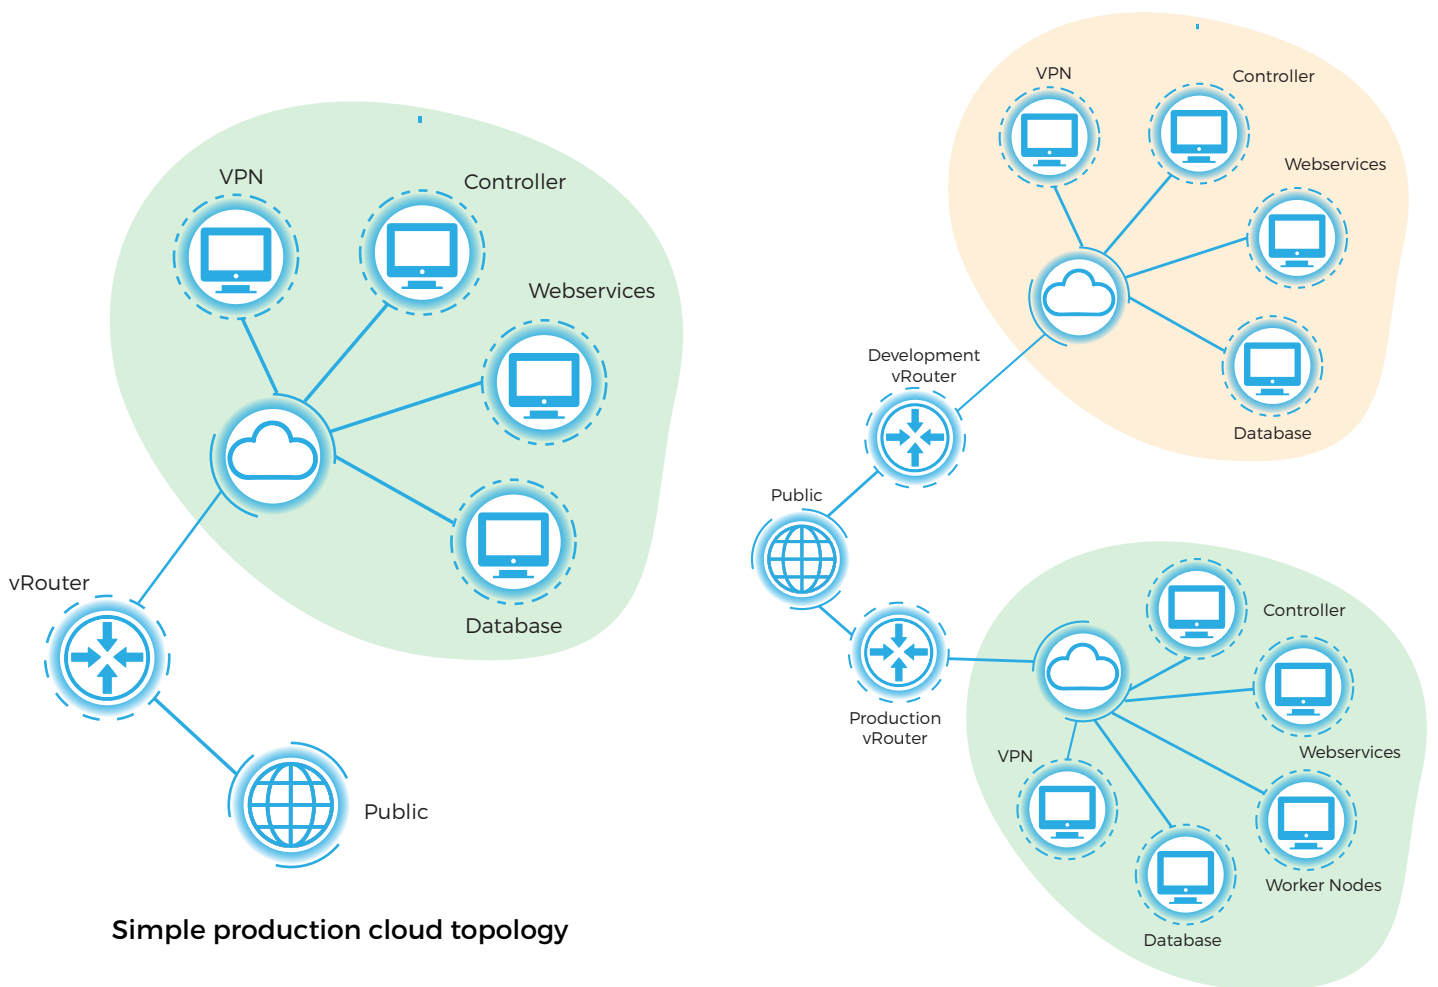 VPN
Controller
Webservices
Database
vRouter
Public
Simple production cloud topology
VPN
Controller
Webservices
Database
Development
vRouter
Public
Production
vRouter
Controller
Webservices
VPN
Worker Nodes
Database